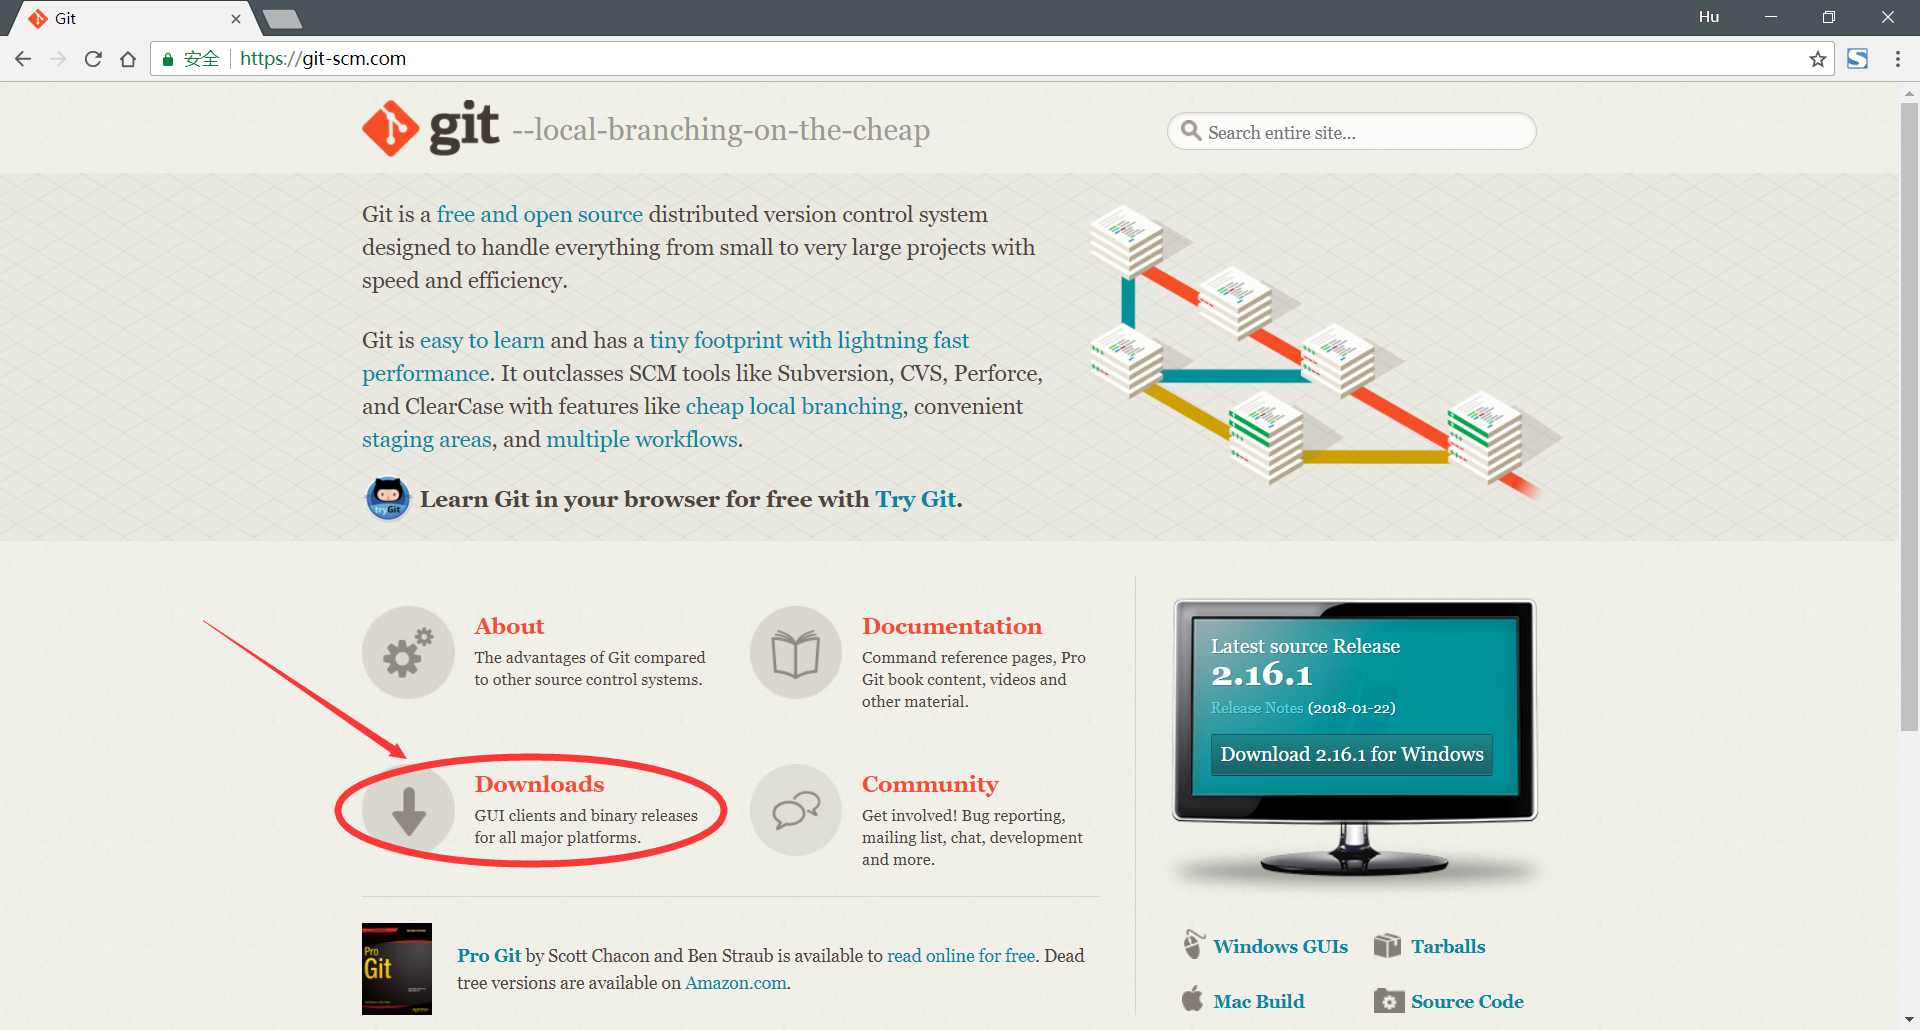 Git
Hu
安全
https://git-scm.com
git --local-branching-on-the-cheap
Search entire site...
Git is a free and open source distributed version control system
designed to handle everything from small to very large projects with
speed and efficiency.
Git is easy to learn and has a tiny footprint with lightning fast
performance. It outclasses SCM tools like Subversion, CVS, Perforce,
and ClearCase with features like cheap local branching, convenient
staging areas, and multiple workflows.
tryGit
Learn Git in your browser for free with Try Git.
About
The advantages of Git compared
to other source control systems.
Documentation
Command reference pages, Pro
Git book content, videos and
other material.
Downloads
GUI clients and binary releases
for all major platforms.
Community
Get involved! Bug reporting,
mailing list, chat, development
and more.
Latest source Release
2.16.1
Release Notes (2018-01-22)
Download 2.16.1 for Windows
Pro
Git
Pro Git by Scott Chacon and Ben Straub is available to read online for free. Dead
tree versions are available on Amazon.com.
Windows GUIs
Tarballs
Mac Build
Source Code